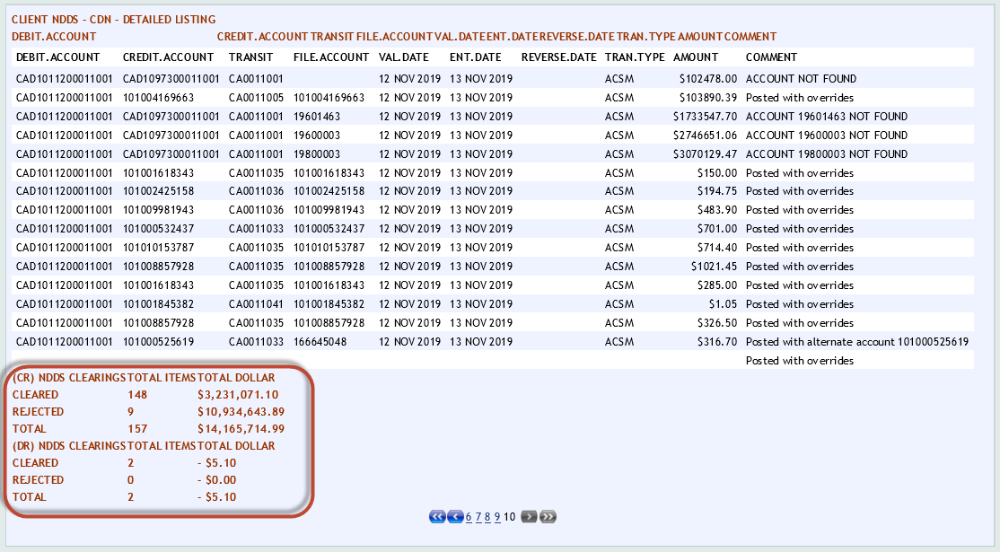 CLIENT NDDS - CDN - DETAILED LISTING
DEBIT.ACCOUNT CREDIT.ACCOUNT TRANSIT FILE.ACCOUNT VAL.DATE ENT.DATE REVERSE.DATE TRAN.TYPE AMOUNT COMMENT
DEBIT.ACCOUNT CREDIT.ACCOUNT TRANSIT FILE.ACCOUNT VAL.DATE ENT.DATE REVERSE.DATE TRAN.TYPE AMOUNT COMMENT
CAD1011200011001 CAD1097300011001 CA0011001 12 NOV 2019 13 NOV 2019 ACSM $102478.00 ACCOUNT NOT FOUND
CAD1011200011001 101004169663 CA0011005 101004169663 12 NOV 2019 13 NOV 2019 ACSM $103890.39 Posted with overrides
CAD1011200011001 CAD1097300011001 CA0011001 19601463 12 NOV 2019 13 NOV 2019 ACSM $1733547.70 ACCOUNT 19601463 NOT FOUND
CAD1011200011001 CAD1097300011001 CA0011001 19600003 12 NOV 2019 13 NOV 2019 ACSM $2746651.06 ACCOUNT 19600003 NOT FOUND
CAD1011200011001 CAD1097300011001 CA0011001 19800003 12 NOV 2019 13 NOV 2019 ACSM $3070129.47 ACCOUNT 19800003 NOT FOUND
CAD1011200011001 101001618343 CA0011035 101001618343 12 NOV 2019 13 NOV 2019 ACSM $150.00 Posted with overrides
CAD1011200011001 101002425158 CA0011036 101002425158 12 NOV 2019 13 NOV 2019 ACSM $194.75 Posted with overrides
CAD1011200011001 101009981943 CA0011036 101009981943 12 NOV 2019 13 NOV 2019 ACSM $483.90 Posted with overrides
CAD1011200011001 101000532437 CA0011033 101000532437 12 NOV 2019 13 NOV 2019 ACSM $701.00 Posted with overrides
CAD1011200011001 101010153787 CA0011035 101010153787 12 NOV 2019 13 NOV 2019 ACSM $714.40 Posted with overrides
CAD1011200011001 101008857928 CA0011035 101008857928 12 NOV 2019 13 NOV 2019 ACSM $1021.45 Posted with overrides
CAD1011200011001 101001618343 CA0011035 101001618343 12 NOV 2019 13 NOV 2019 ACSM $285.00 Posted with overrides
CAD1011200011001 101001845382 CA0011041 101001845382 12 NOV 2019 13 NOV 2019 ACSM $1.05 Posted with overrides
CAD1011200011001 101008857928 CA0011035 101008857928 12 NOV 2019 13 NOV 2019 ACSM $326.50 Posted with overrides
CAD1011200011001 101000525619 CA0011033 166645048 12 NOV 2019 13 NOV 2019 ACSM $316.70 Posted with alternate account 101000525619
Posted with overrides
(CR) NDDS CLEARINGS TOTAL ITEMS TOTAL DOLLAR
CLEARED 148 $3,231,071.10
REJECTED 9 $10,934,643.89
TOTAL 157 $14,165,714.99
(DR) NDDS CLEARINGS TOTAL ITEMS TOTAL DOLLAR
CLEARED 2 - $5.10
REJECTED 0 - $0.00
TOTAL 2 - $5.10
6 7 8 9 10